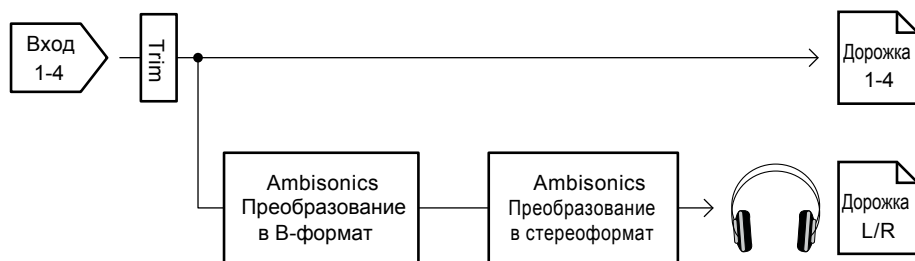 Вход
1-4
Trim
Дорожка
1-4
Ambisonics
Преобразование
в В-формат
Ambisonics
Преобразование
в стереоформат
Дорожка
L/R